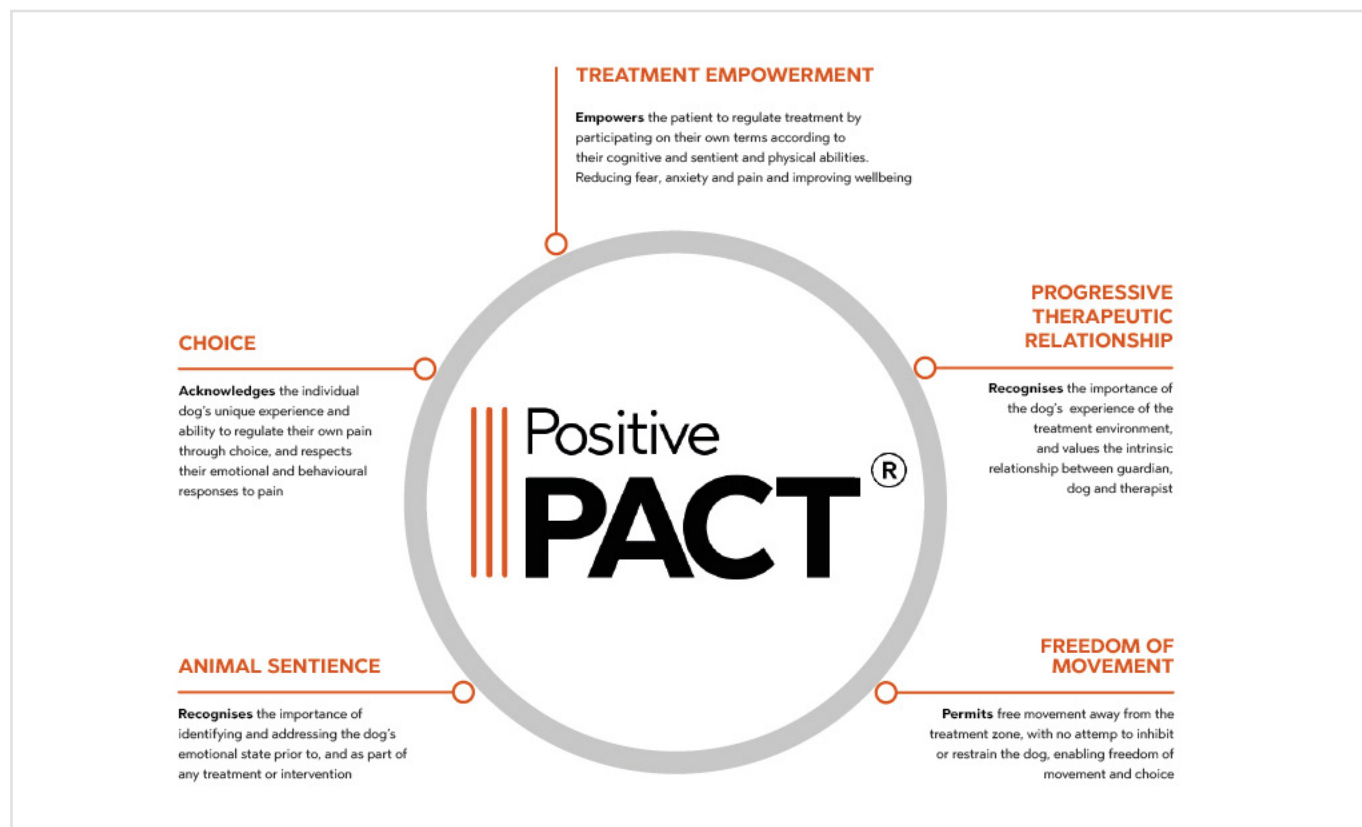 TREATMENT EMPOWERMENT
Empowers the patient to regulate treatment by
participating on their own terms according to
their cognitive and sentient and physical abilities.
Reducing fear, anxiety and pain and improving wellbeing
PROGRESSIVE
THERAPEUTIC
RELATIONSHIP
Recognises the importance of
the dog's experience of the
treatment environment,
and values the intrinsic
relationship between guardian,
dog and therapist
CHOICE
Acknowledges the individual
dog's unique experience and
ability to regulate their own pain
through choice, and respects
their emotional and behavioural
responses to pain
Positive
PACT®
ANIMAL SENTIENCE
Recognises the importance of
identifying and addressing the dog's
emotional state prior to, and as part of
any treatment or intervention
FREEDOM OF
MOVEMENT
Permits free movement away from the
treatment zone, with no attemp to inhibit
or restrain the dog, enabling freedom of
movement and choice